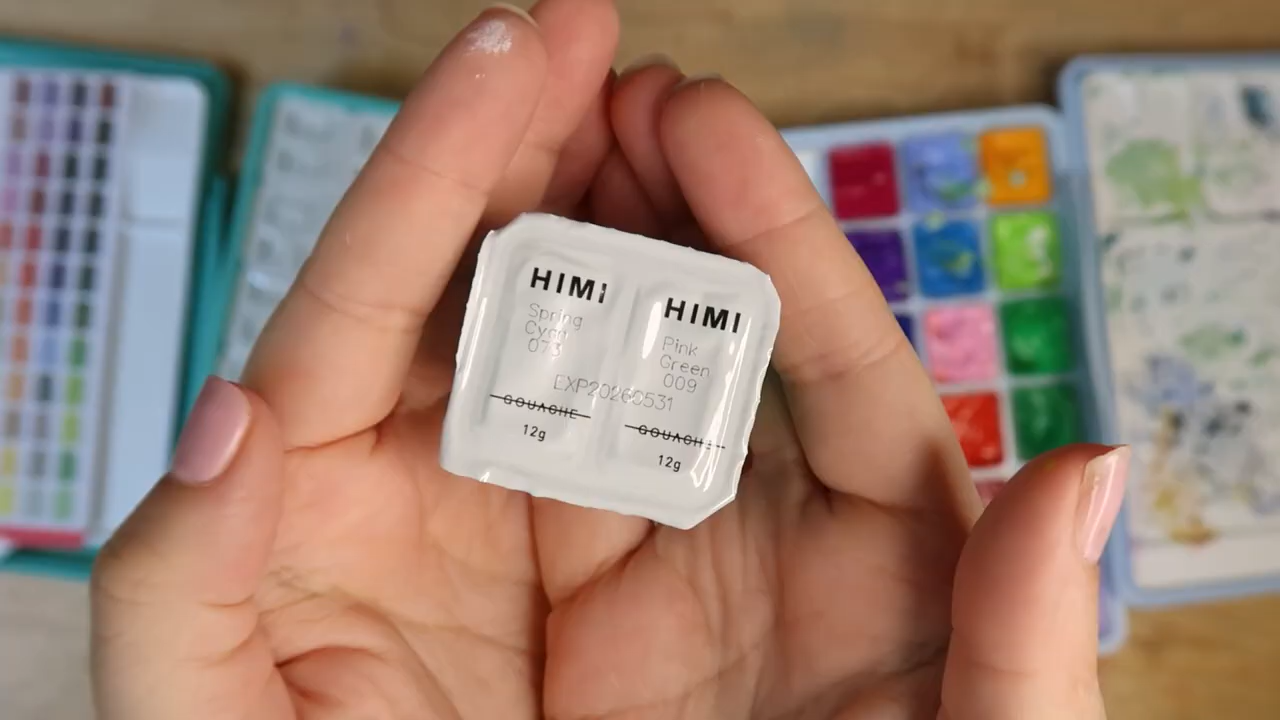 HIMI
Spring
Cyan
073
HIMI
Pink
Green
009
EXP20260531
GOUACHE
12g
GOUACHE
12g